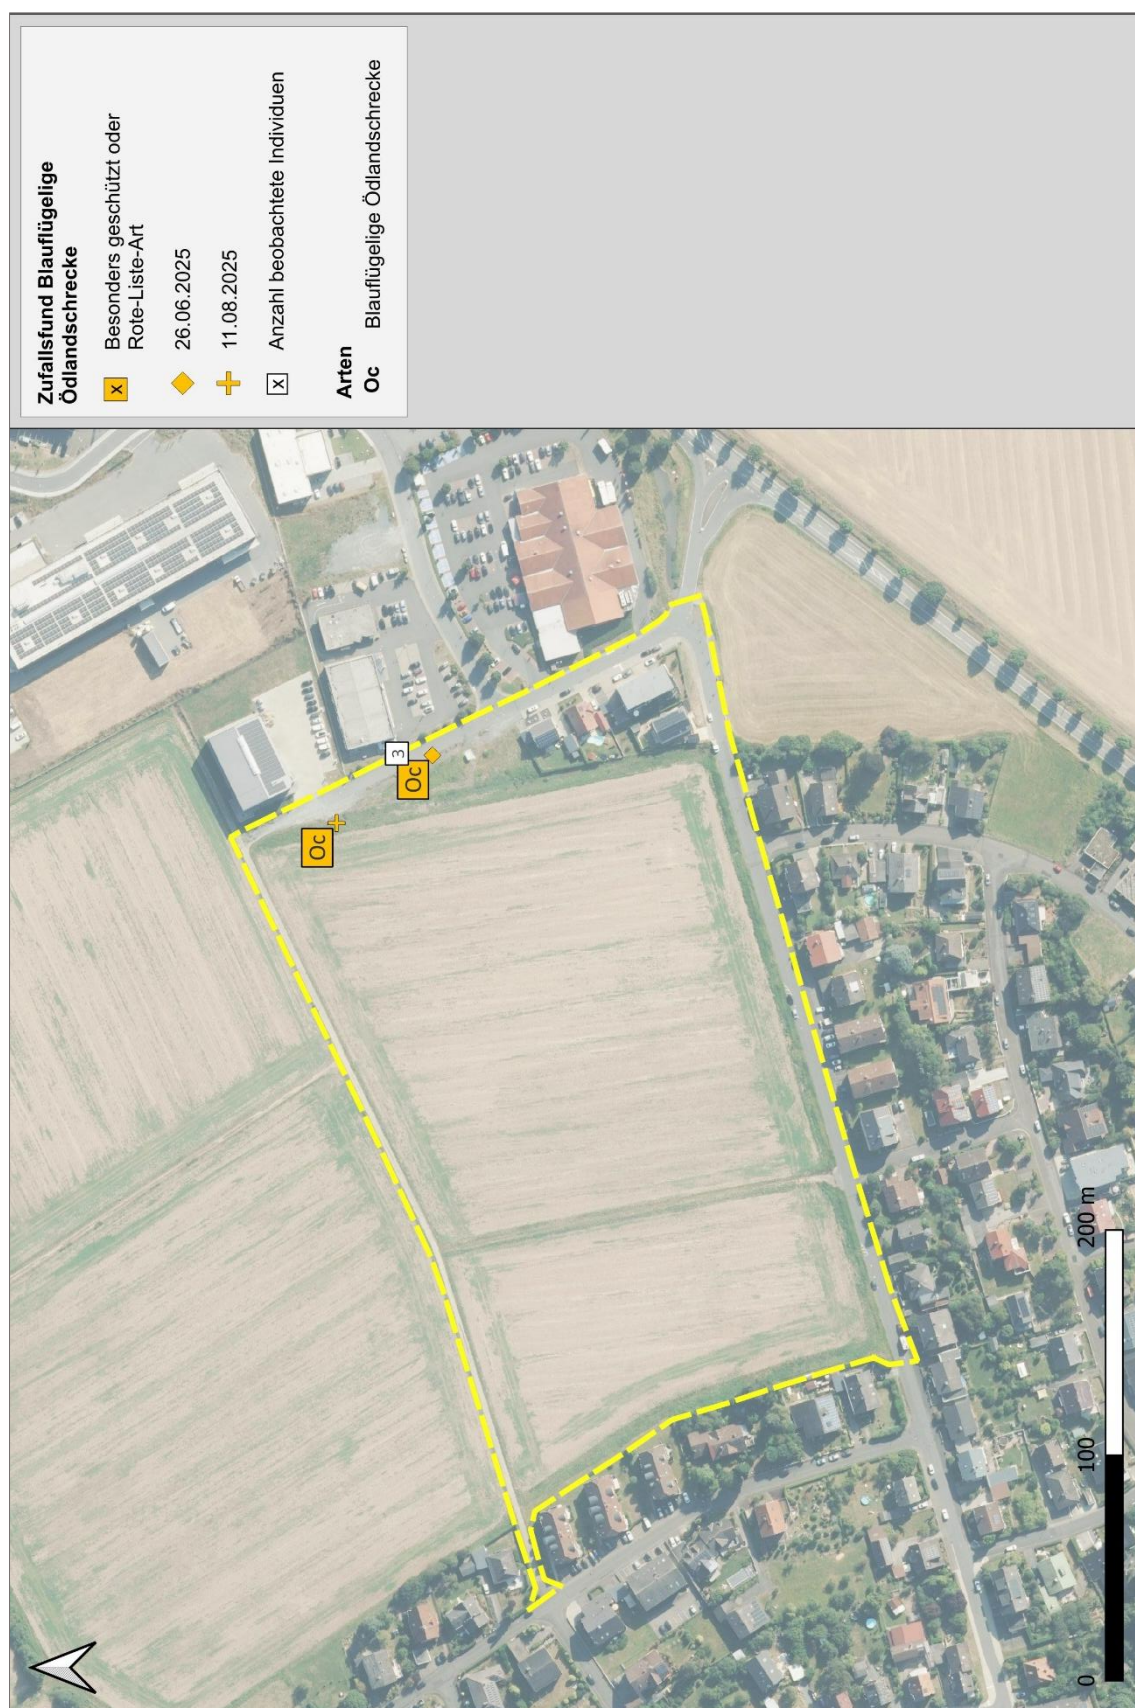 Zufallsfund Blauflügelige
Ödlandschrecke
x Besonders geschützt oder
Rote-Liste-Art
26.06.2025
11.08.2025
x Anzahl beobachtete Individuen
Arten
Oc Blauflügelige Ödlandschrecke
Oc
Oc
3
0 100 200 m